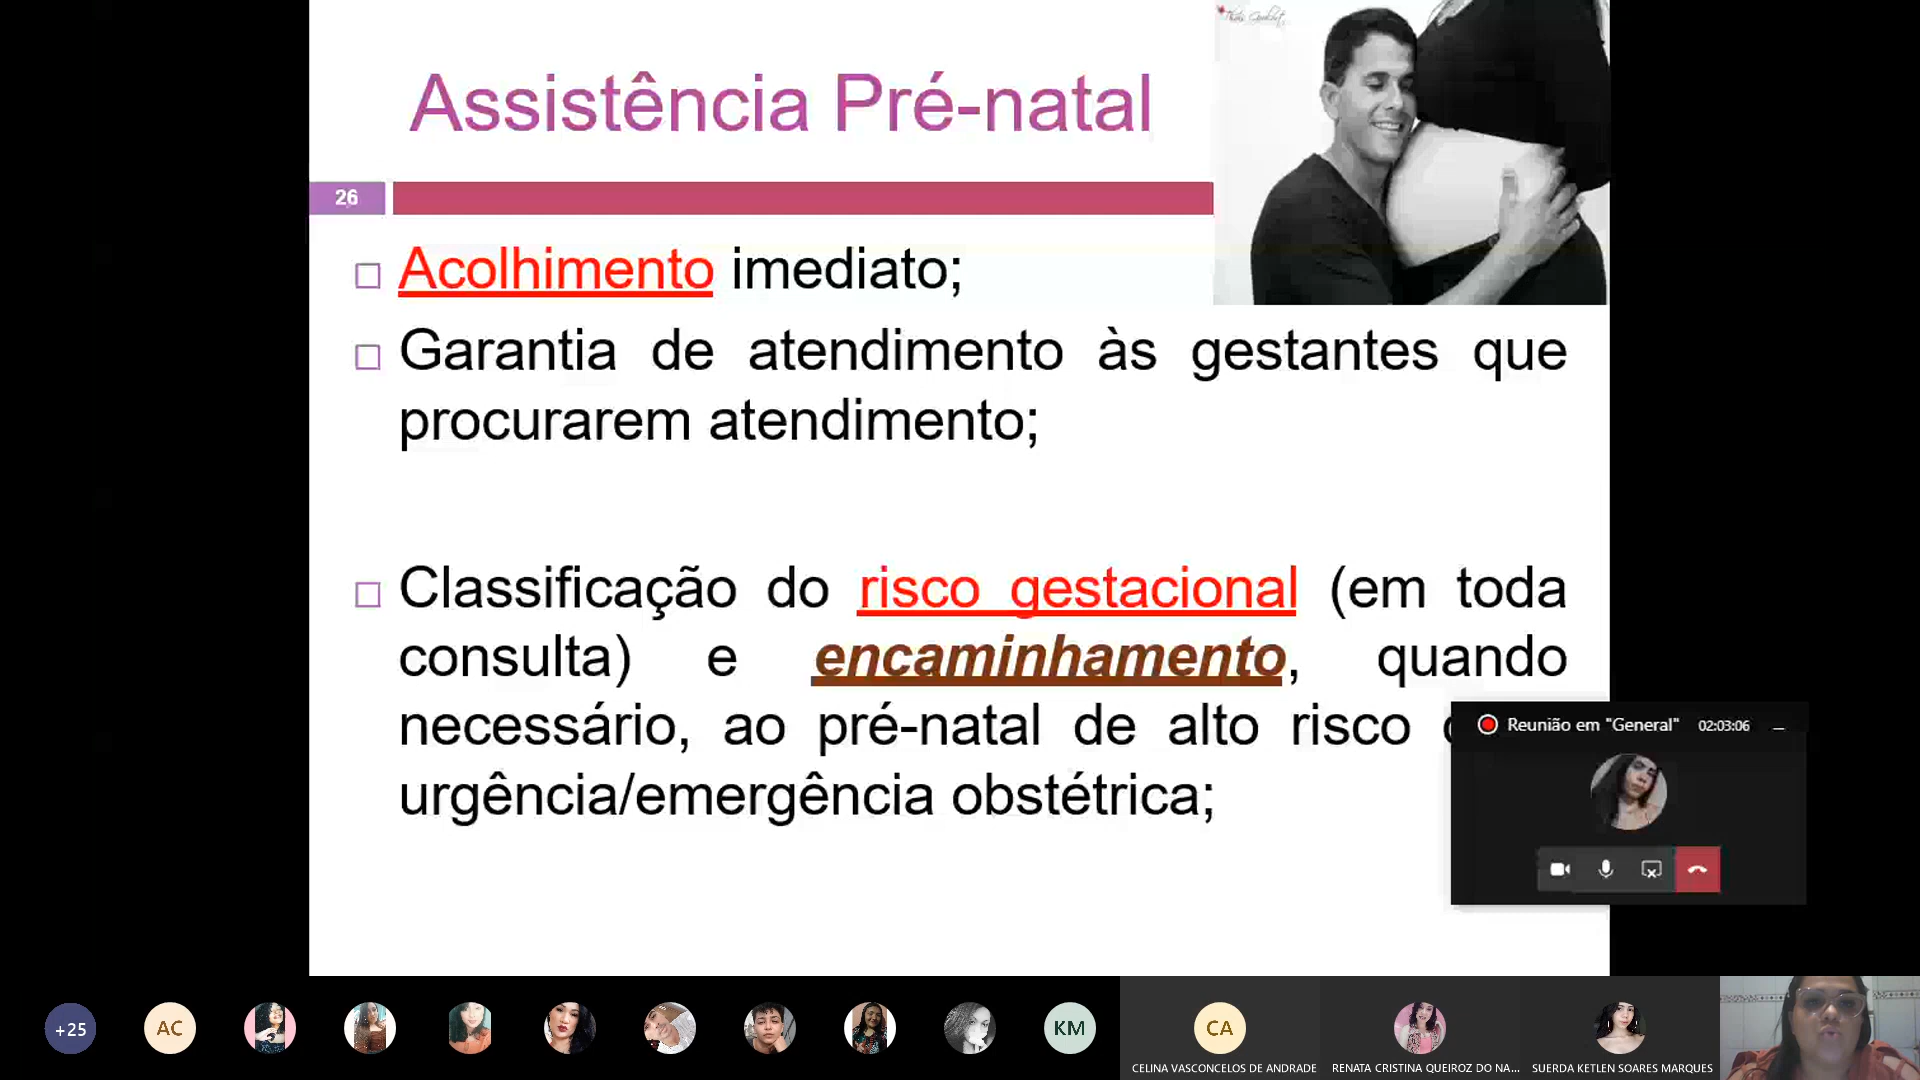 Assistência Pré-natal
26
Acolhimento imediato;
Garantia de atendimento às gestantes que
procurarem atendimento;
Classificação do risco gestacional (em toda
consulta) e encaminhamento, quando
necessário, ao pré-natal de alto risco
urgência/emergência obstétrica;
Reunião em "General" 02:03:06
+25
AC
KM
CA
CELINA VASCONCELOS DE ANDRADE
RENATA CRISTINA QUEIROZ DO NA...
SUERDA KETLEN SOARES MARQUES